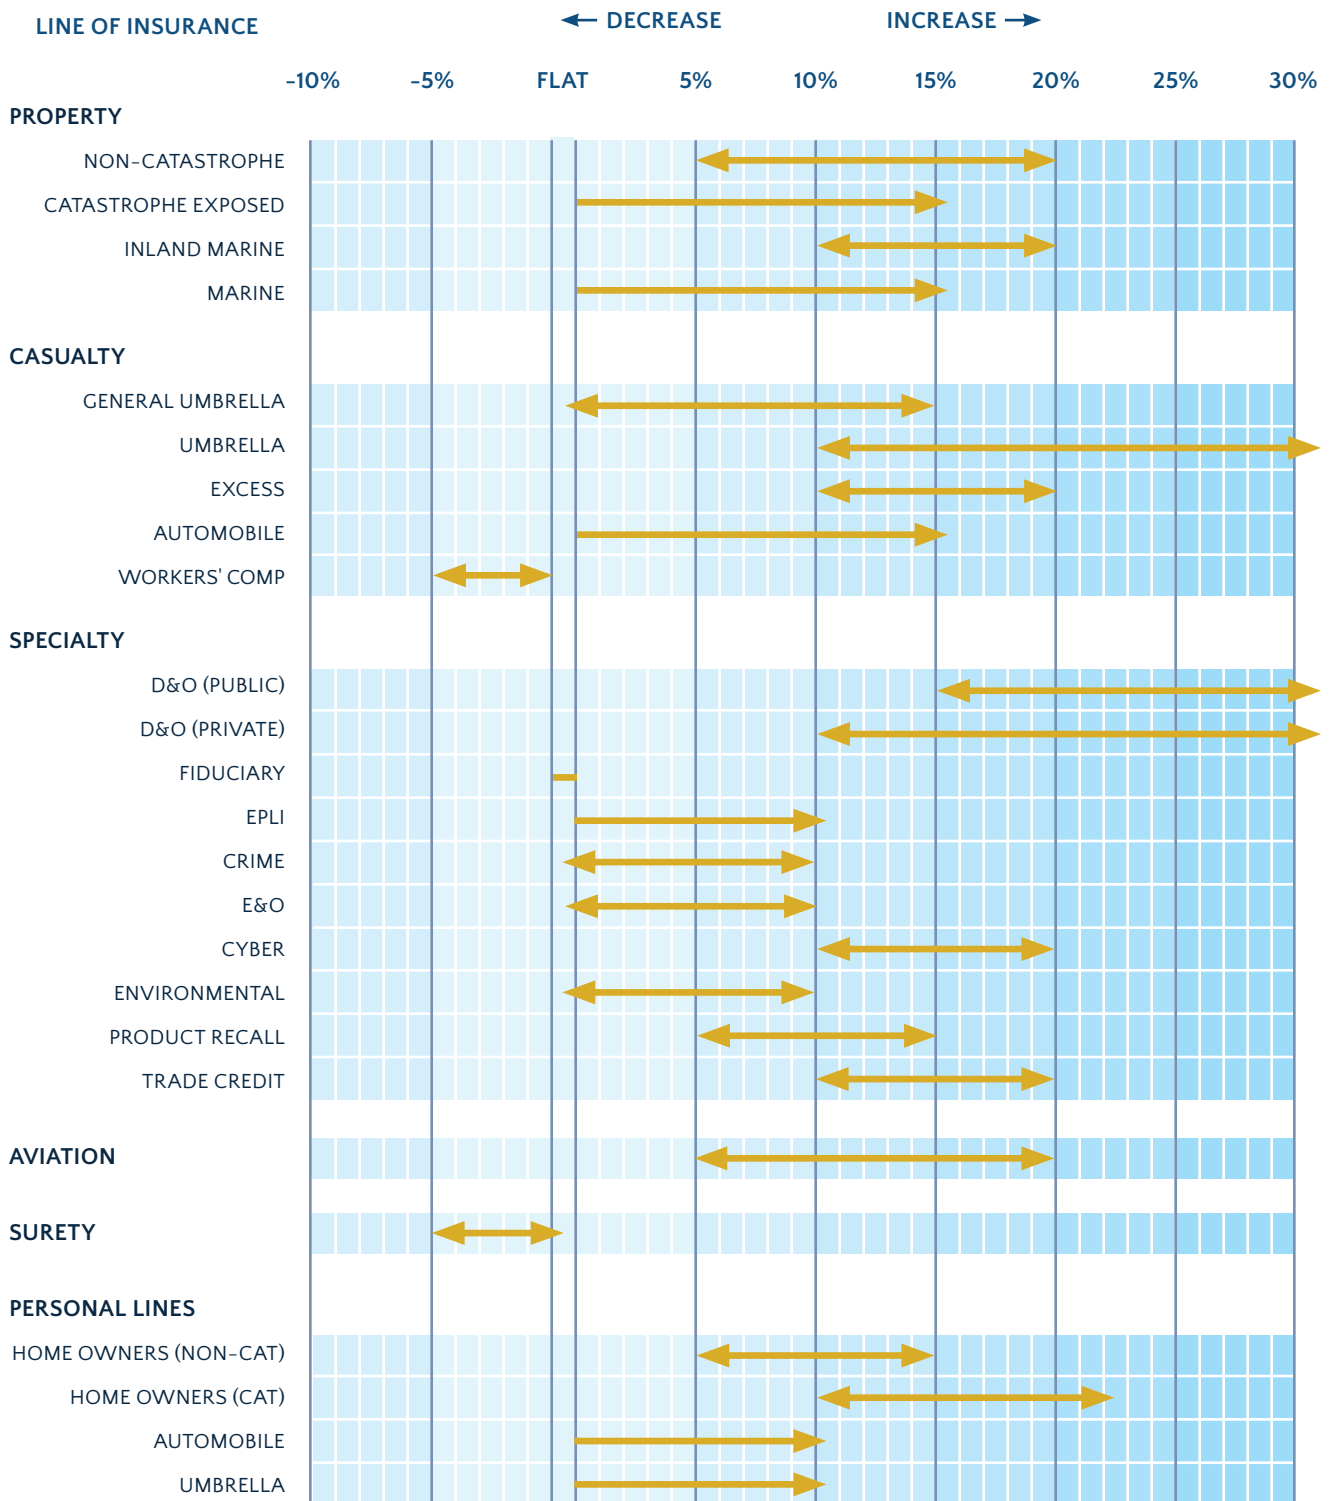 LINE OF INSURANCE
← DECREASE
INCREASE →
-10% -5% FLAT 5% 10% 15% 20% 25% 30%
PROPERTY
NON-CATASTROPHE
CATASTROPHE EXPOSED
INLAND MARINE
MARINE
CASUALTY
GENERAL UMBRELLA
UMBRELLA
EXCESS
AUTOMOBILE
WORKERS' COMP
SPECIALTY
D&O (PUBLIC)
D&O (PRIVATE)
FIDUCIARY
EPLI
CRIME
E&O
CYBER
ENVIRONMENTAL
PRODUCT RECALL
TRADE CREDIT
AVIATION
SURETY
PERSONAL LINES
HOME OWNERS (NON-CAT)
HOME OWNERS (CAT)
AUTOMOBILE
UMBRELLA